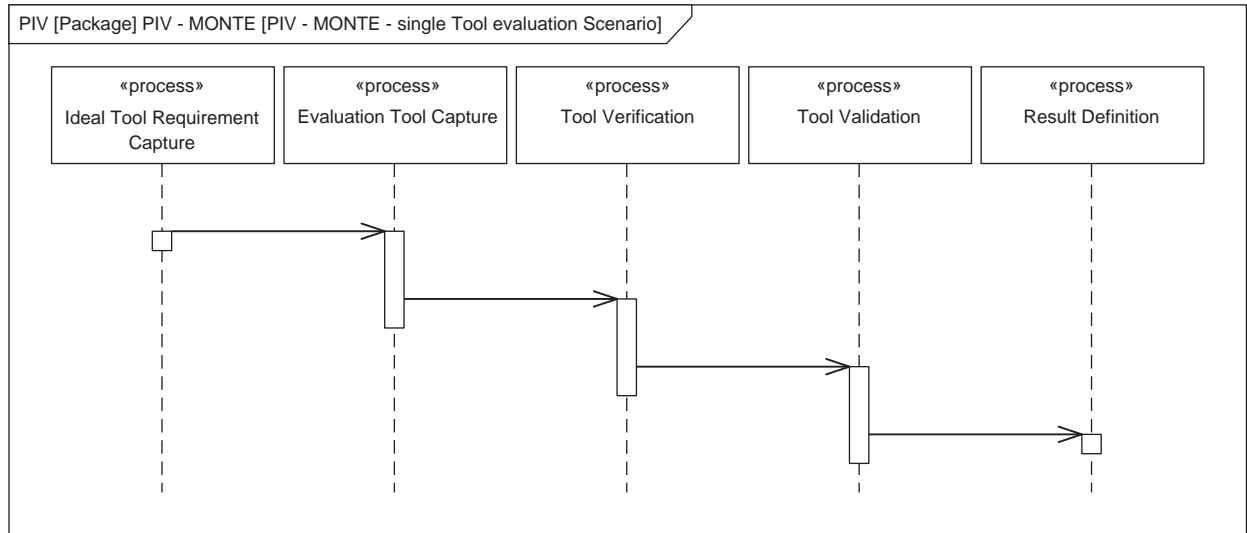 PIV [Package] PIV - MONTE [PIV - MONTE - single Tool evaluation Scenario]
«process»
Ideal Tool Requirement
Capture
«process»
Evaluation Tool Capture
«process»
Tool Verification
«process»
Tool Validation
«process»
Result Definition